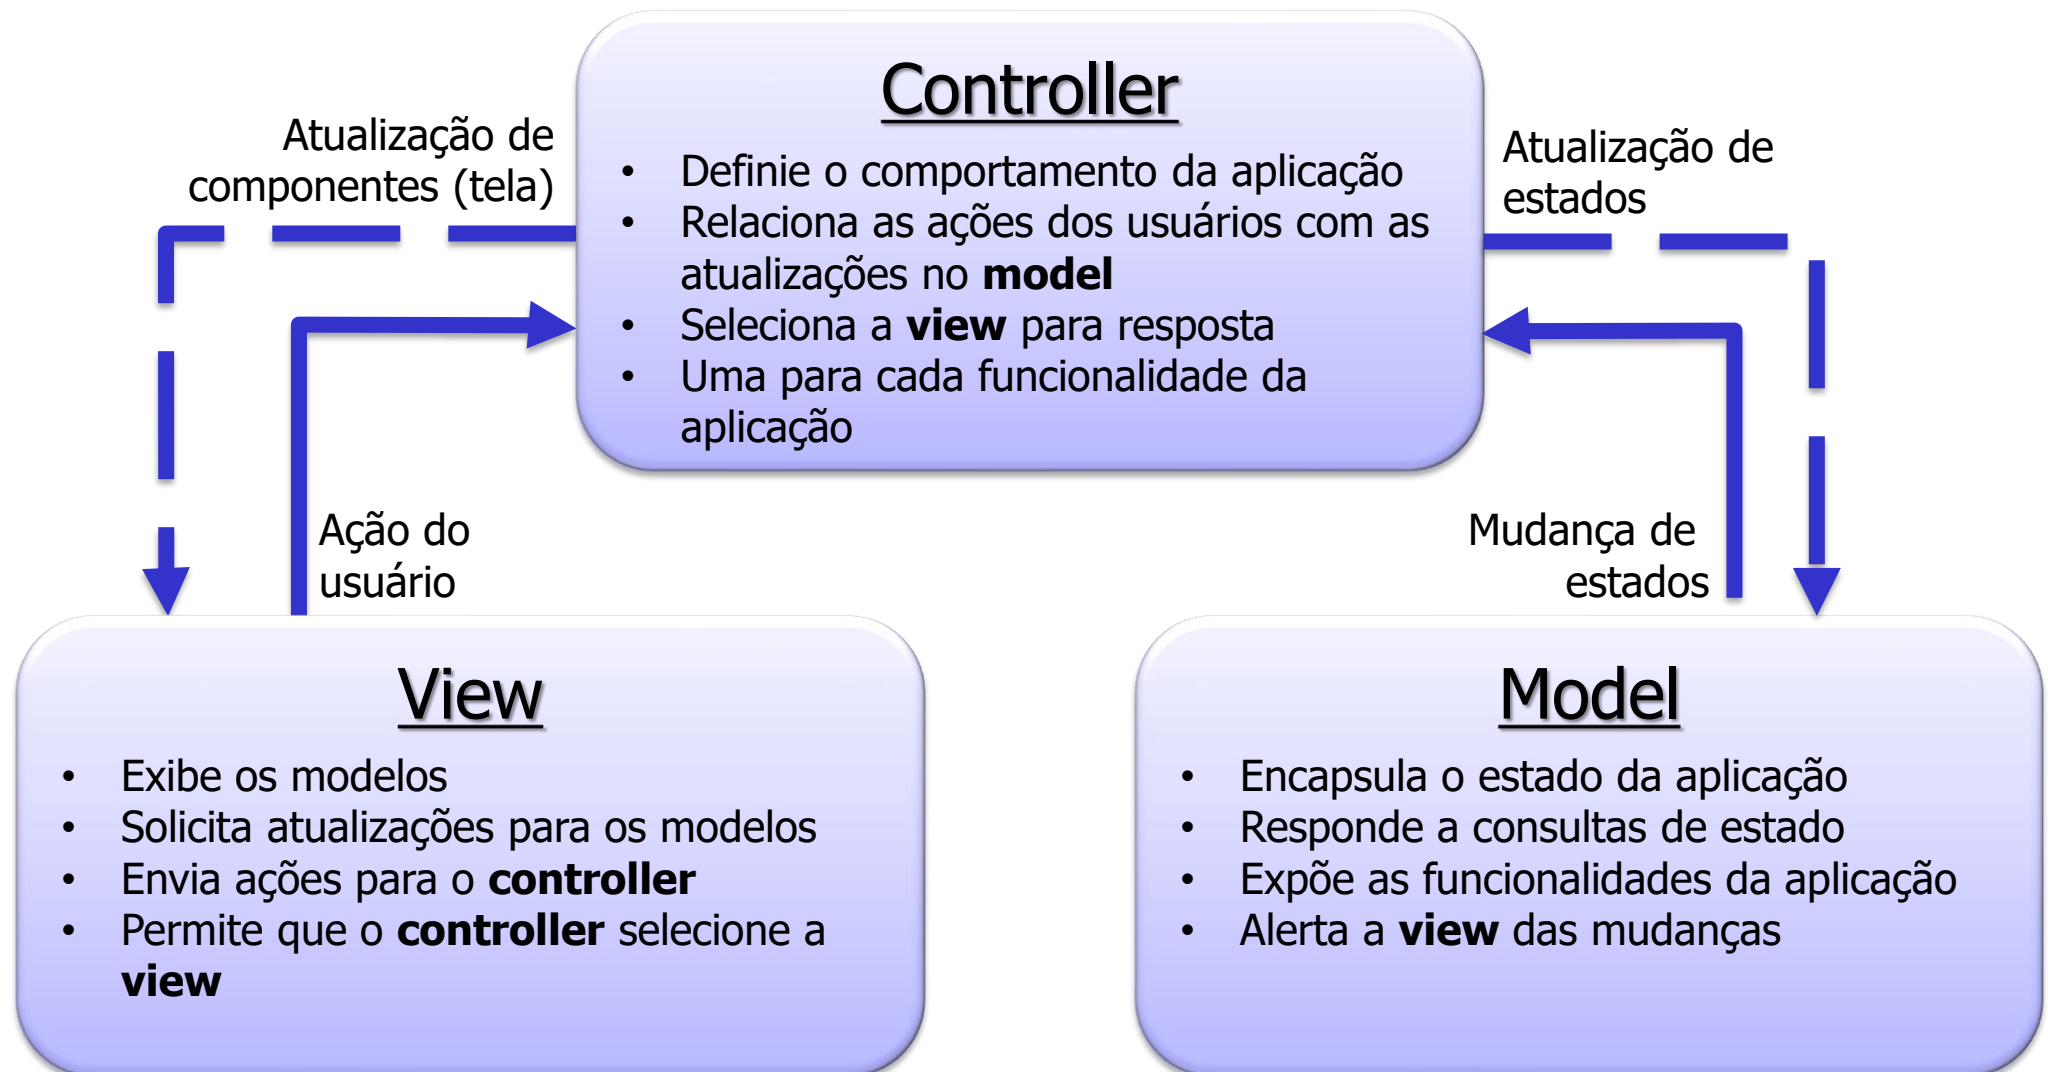 Controller
Atualização de
componentes (tela)
• Definie o comportamento da aplicação
• Relaciona as ações dos usuários com as
atualizações no model
• Seleciona a view para resposta
• Uma para cada funcionalidade da
aplicação
Atualização de
estados
Ação do
usuário
Mudança de
estados
View
• Exibe os modelos
• Solicita atualizações para os modelos
• Envia ações para o controller
• Permite que o controller selecione a
view
Model
• Encapsula o estado da aplicação
• Responde a consultas de estado
• Expõe as funcionalidades da aplicação
• Alerta a view das mudanças